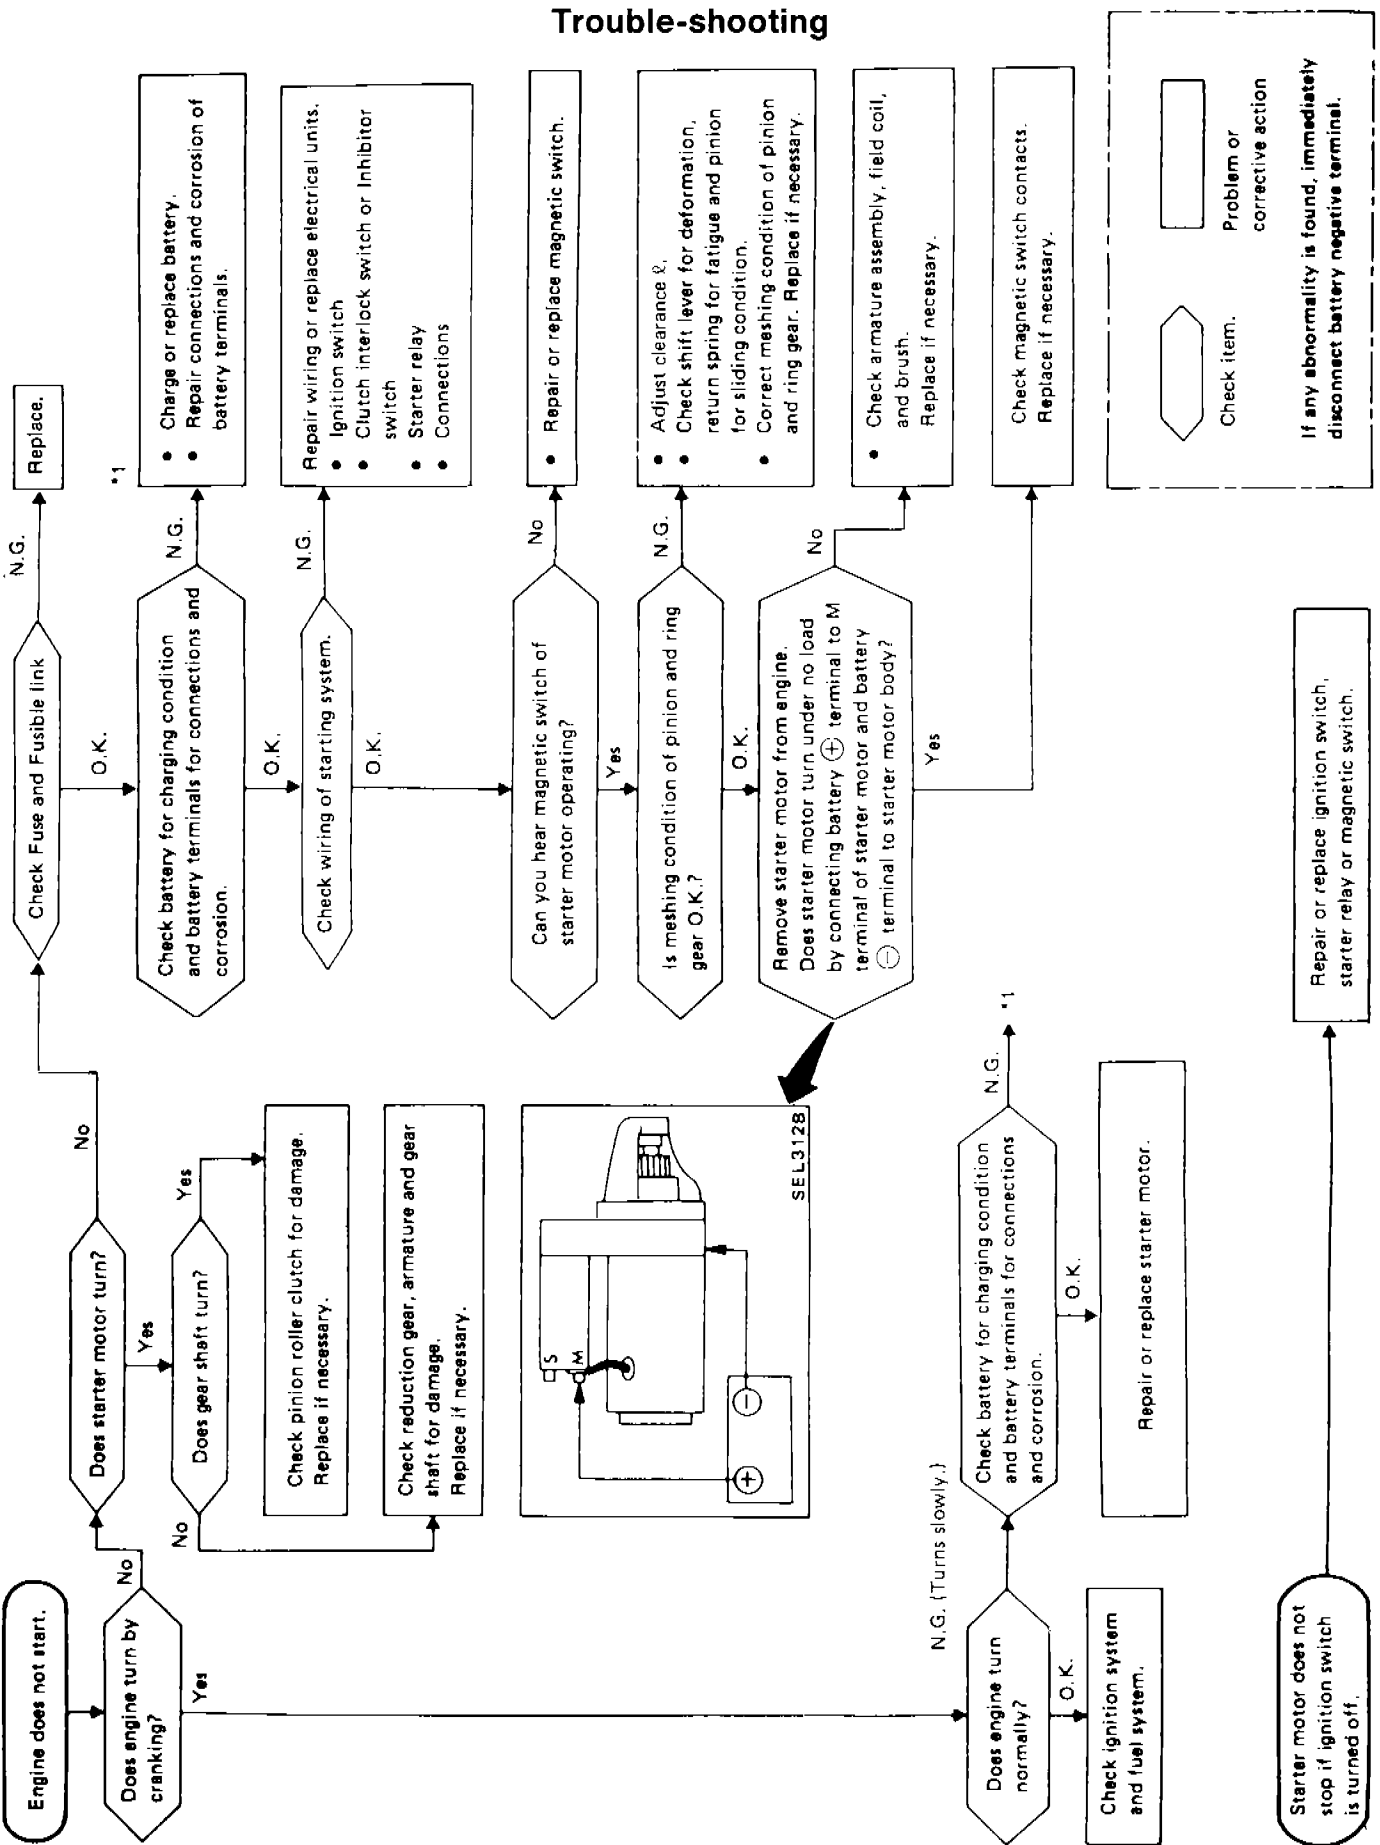 Trouble-shooting
Engine does not start.
Does engine turn by
cranking?
No
Yes
Does starter motor turn?
No
Yes
Does gear shaft turn?
Yes
No
Check pinion roller clutch for damage.
Replace if necessary.
Check reduction gear, armature and gear
shaft for damage.
Replace if necessary.
Check Fuse and Fusible link
N.G.
Replace.
O.K.
Check battery for charging condition
and battery terminals for connections and
corrosion.
N.G.
*1
• Charge or replace battery.
• Repair connections and corrosion of
battery terminals.
O.K.
Check wiring of starting system.
N.G.
Repair wiring or replace electrical units.
• Ignition switch
• Clutch interlock switch or Inhibitor
switch
• Starter relay
• Connections
O.K.
Can you hear magnetic switch of
starter motor operating?
No
• Repair or replace magnetic switch.
Yes
Is meshing condition of pinion and ring
gear O.K.?
N.G.
• Adjust clearance ℓ.
• Check shift lever for deformation,
return spring for fatigue and pinion
for sliding condition.
• Correct meshing condition of pinion
and ring gear. Replace if necessary.
O.K.
Remove starter motor from engine.
Does starter motor turn under no load
by connecting battery ⊕ terminal to M
terminal of starter motor and battery
⊖ terminal to starter motor body?
No
• Check armature assembly, field coil,
and brush.
Replace if necessary.
Yes
Check magnetic switch contacts.
Replace if necessary.
S
M
⊕
⊖
SEL312B
Does engine turn
normally?
N.G. (Turns slowly.)
O.K.
Check ignition system
and fuel system.
Check battery for charging condition
and battery terminals for connections
and corrosion.
N.G.
*1
O.K.
Repair or replace starter motor.
Starter motor does not
stop if ignition switch
is turned off.
Repair or replace ignition switch,
starter relay or magnetic switch.
Check item.
Problem or
corrective action
If any abnormality is found, immediately
disconnect battery negative terminal.